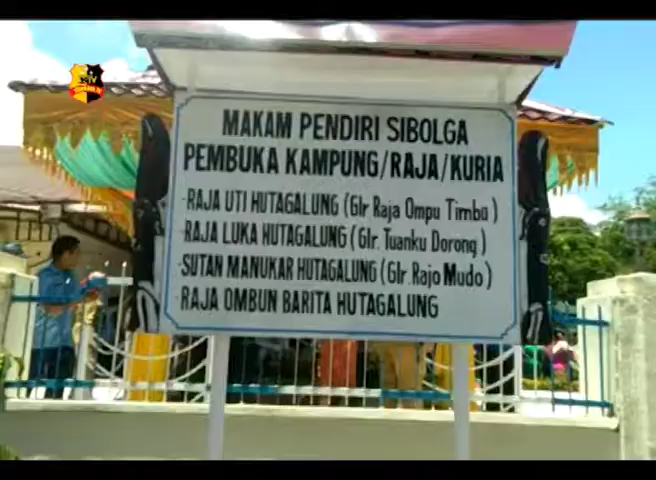 MAKAM PENDIRI SIBOLGA
PEMBUKA KAMPUNG/RAJA/KURIA
-RAJA UTI HUTAGALUNG (Glr Raja Ompu Timbu)
-RAJA LUKA HUTAGALUNG (Glr. Tuanku Dorong)
-SUTAN MANUKAR HUTAGALUNG (Glr. Rajo Mudo)
-RAJA OMBUN BARITA HUTAGALUNG